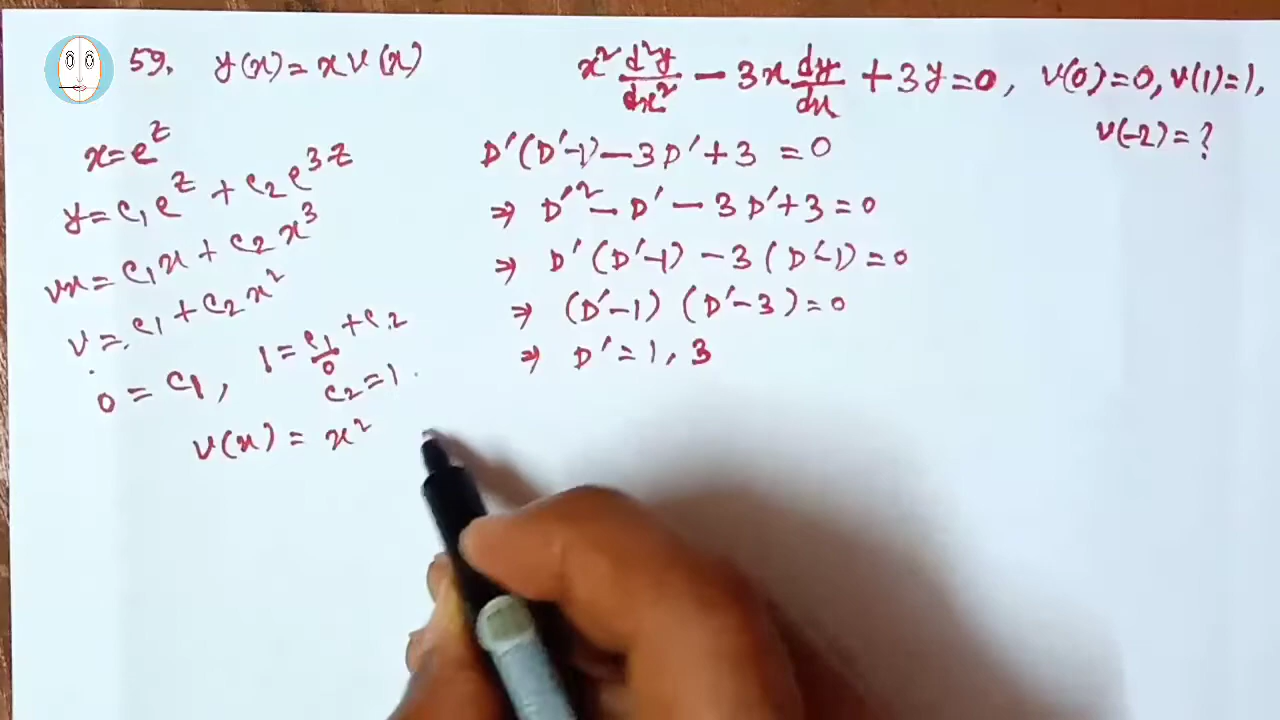 59. y(x) = xv(x)
x² d²y/dx² - 3x dy/dx + 3y = 0, v(0) = 0, v(1) = 1,
v(-2) = ?
x = e^z
y = c₁e^z + c₂e^3z
vx = c₁x + c₂x³
v = c₁ + c₂x²
0 = c₁, 1 = c₁ + c₂
0
c₂ = 1
v(x) = x²
D'(D'-1) - 3D' + 3 = 0
⇒ D'² - D' - 3D' + 3 = 0
⇒ D'(D'-1) - 3(D'-1) = 0
⇒ (D'-1) (D'-3) = 0
⇒ D' = 1, 3